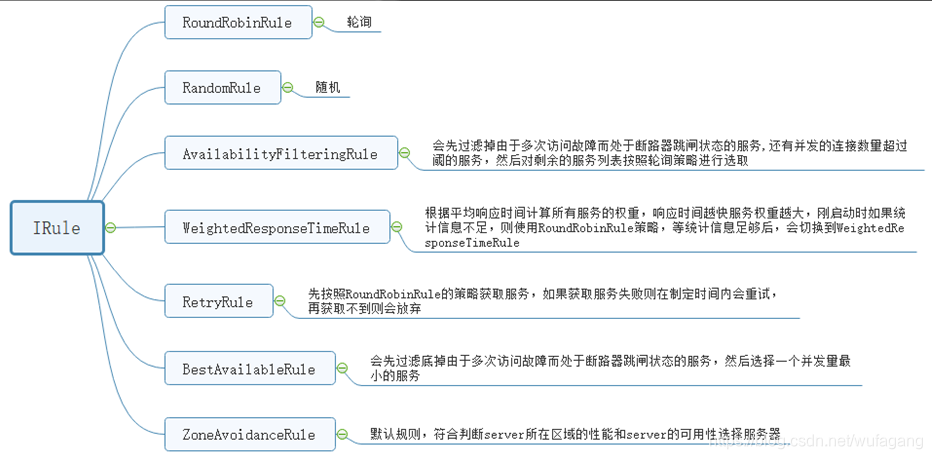 RoundRobinRule
轮询
RandomRule
随机
AvailabilityFilteringRule
会先过滤掉由于多次访问故障而处于断路器跳闸状态的服务,还有并发的连接数量超过
阈的服务，然后对剩余的服务列表按照轮询策略进行选取
IRule
WeightedResponseTimeRule
根据平均响应时间计算所有服务的权重，响应时间越快服务权重越大，刚启动时如果统
计信息不足，则使用RoundRobinRule策略，等统计信息足够后，会切换到WeightedRe
sponseTimeRule
RetryRule
先按照RoundRobinRule的策略获取服务，如果获取服务失败则在制定时间内会重试，
再获取不到则会放弃
BestAvailableRule
会先过滤底掉由于多次访问故障而处于断路器跳闸状态的服务，然后选择一个并发量最
小的服务
ZoneAvoidanceRule
默认规则，符合判断server所在区域的性能和server的可用性选择服务器
https://blog.csdn.net/wufagang